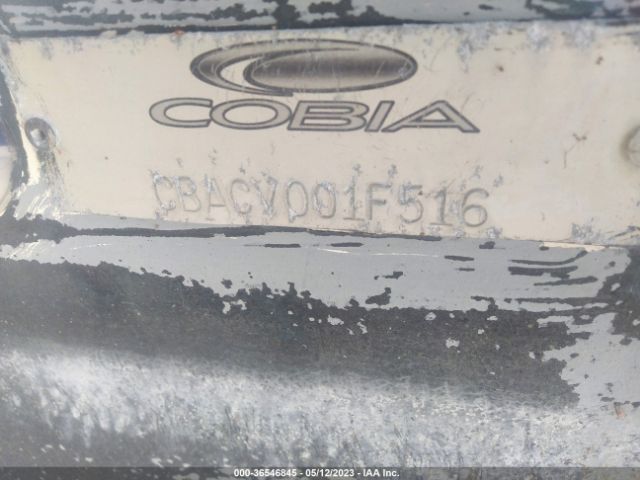 COBIA
CBACV001F516
000-36546845 - 05/12/2023 - IAA Inc.